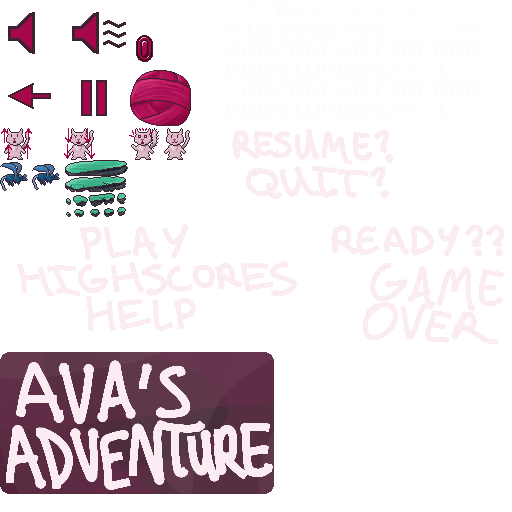 RESUME?
QUIT?
PLAY
HIGHSCORES
HELP
READY??
GAME
OVER
AVA'S
ADVENTURE